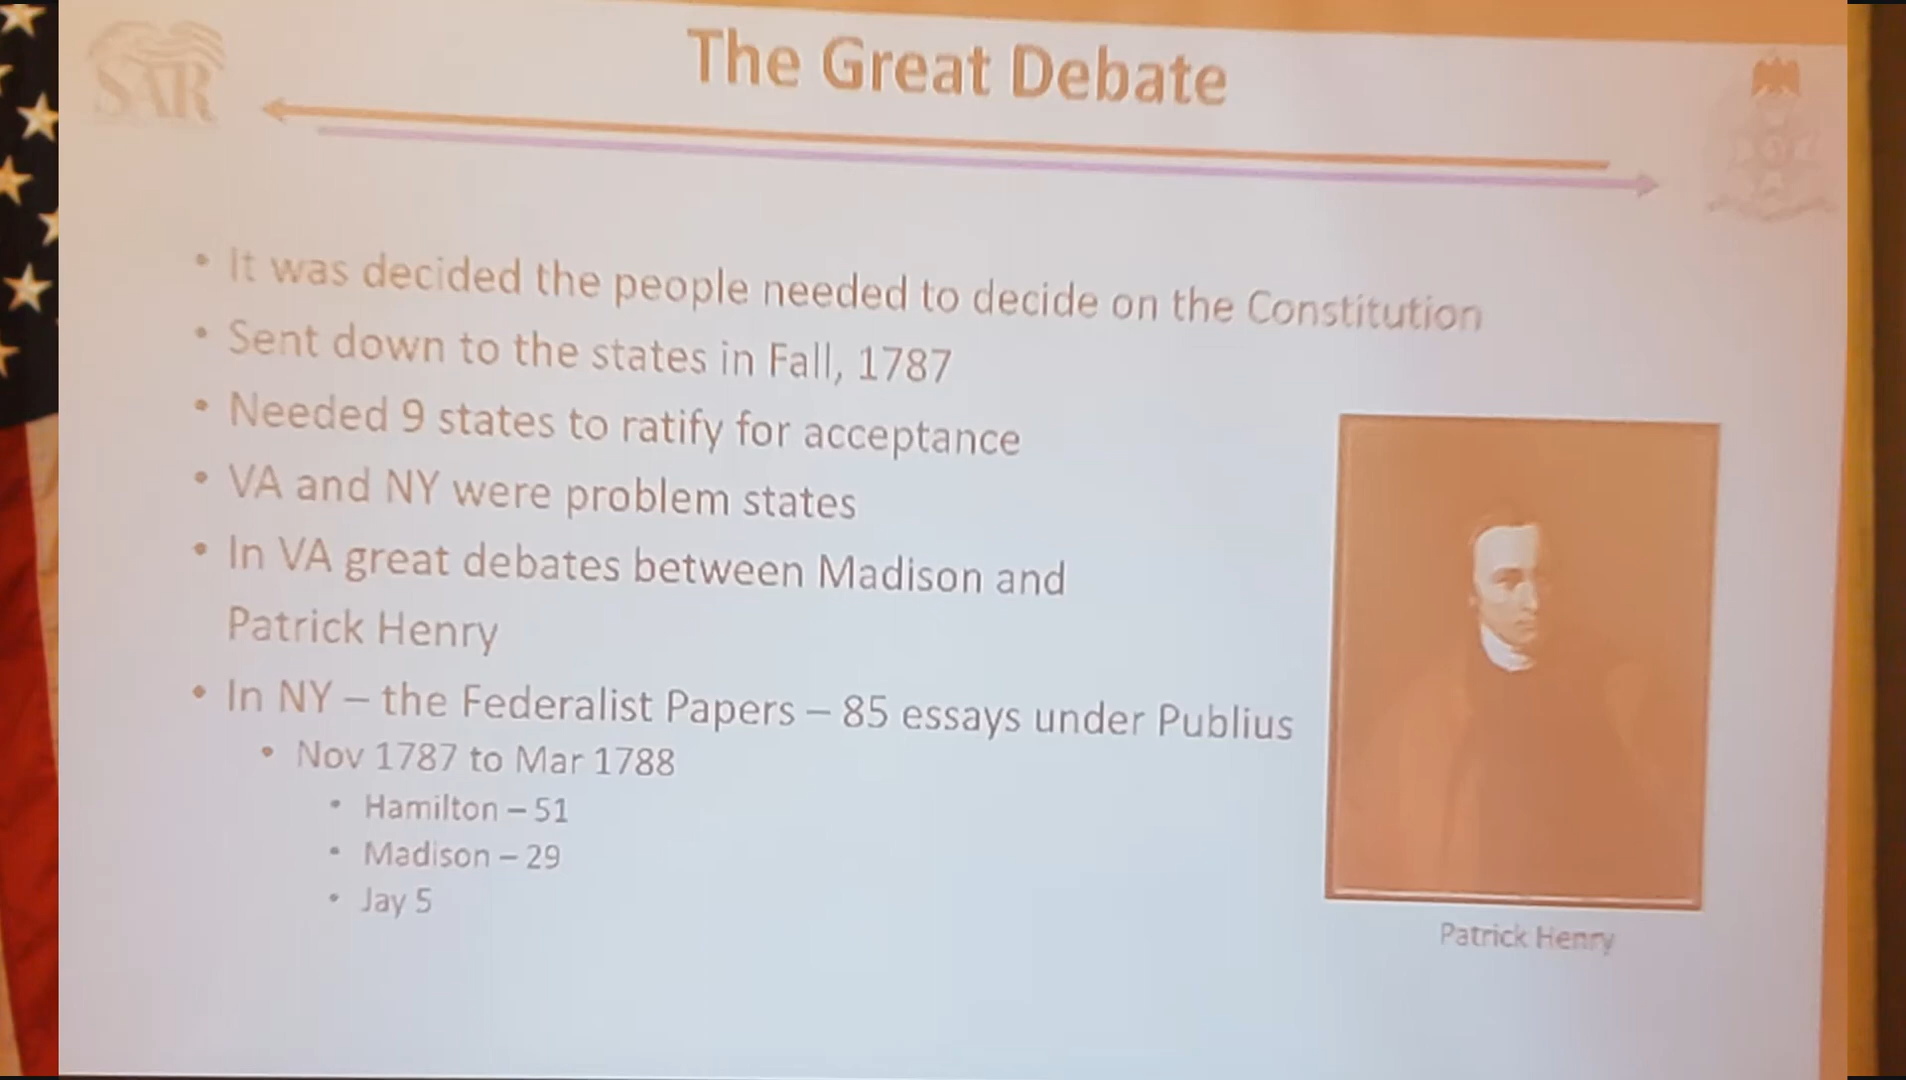 SAR
The Great Debate
• It was decided the people needed to decide on the Constitution
• Sent down to the states in Fall, 1787
• Needed 9 states to ratify for acceptance
• VA and NY were problem states
• In VA great debates between Madison and
Patrick Henry
• In NY – the Federalist Papers – 85 essays under Publius
• Nov 1787 to Mar 1788
• Hamilton – 51
• Madison – 29
• Jay 5
Patrick Henry